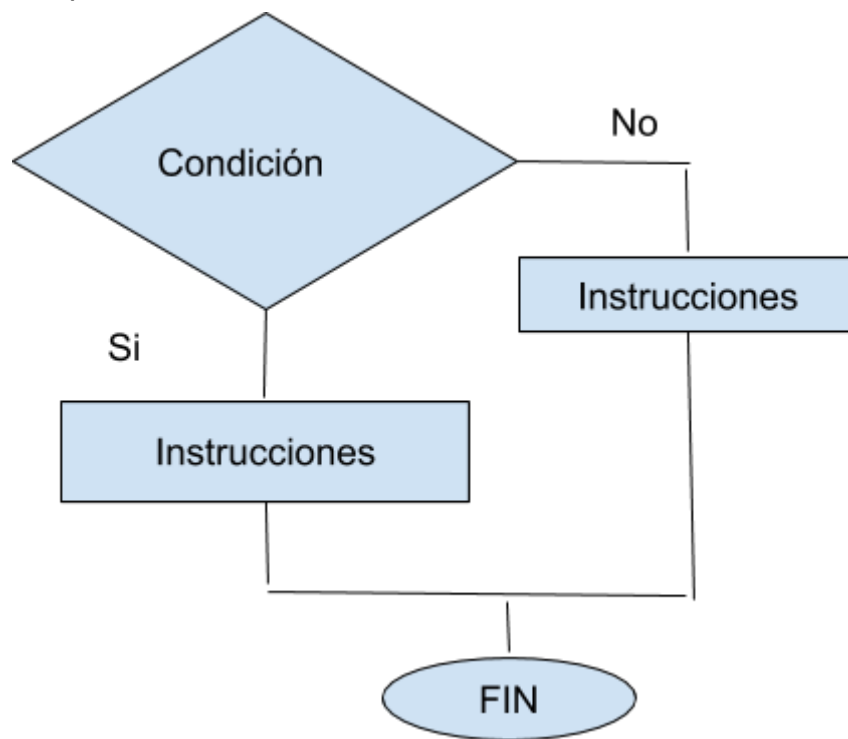 No
Condición
Instrucciones
Si
Instrucciones
FIN